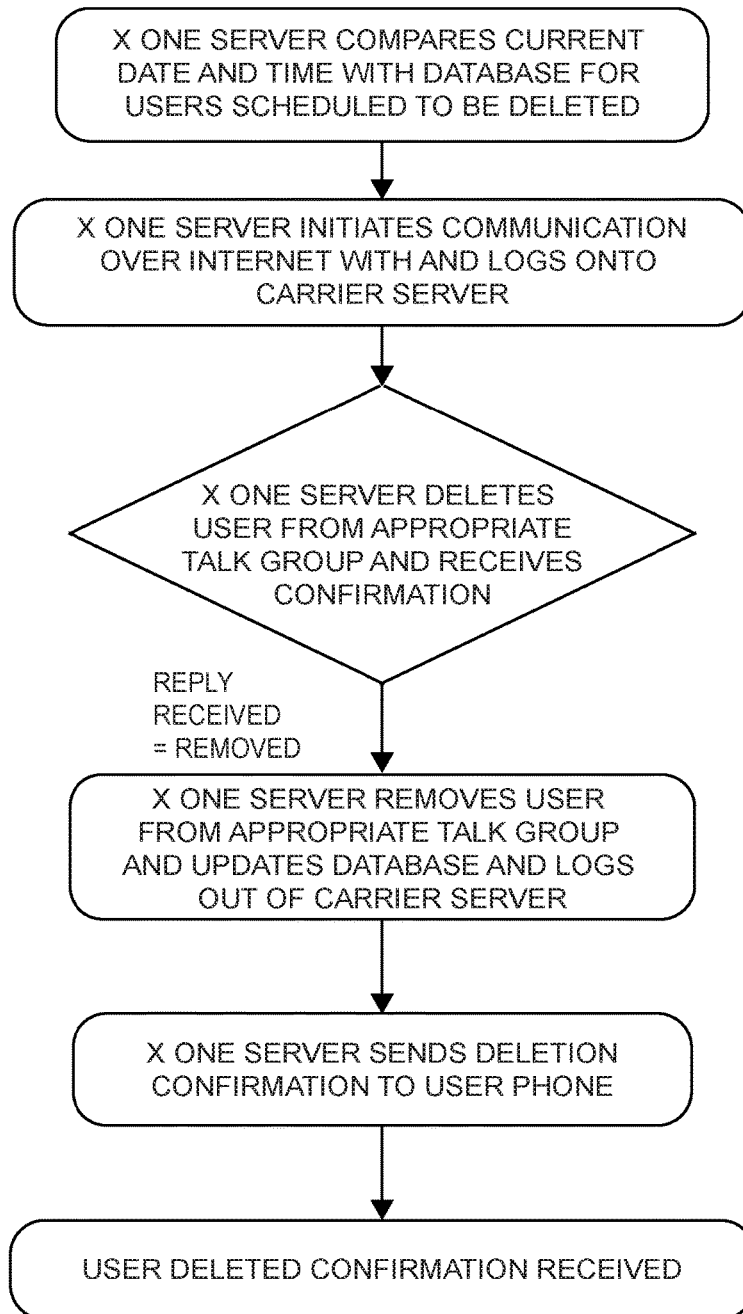 X ONE SERVER COMPARES CURRENT
DATE AND TIME WITH DATABASE FOR
USERS SCHEDULED TO BE DELETED
X ONE SERVER INITIATES COMMUNICATION
OVER INTERNET WITH AND LOGS ONTO
CARRIER SERVER
X ONE SERVER DELETES
USER FROM APPROPRIATE
TALK GROUP AND RECEIVES
CONFIRMATION
REPLY
RECEIVED
= REMOVED
X ONE SERVER REMOVES USER
FROM APPROPRIATE TALK GROUP
AND UPDATES DATABASE AND LOGS
OUT OF CARRIER SERVER
X ONE SERVER SENDS DELETION
CONFIRMATION TO USER PHONE
USER DELETED CONFIRMATION RECEIVED